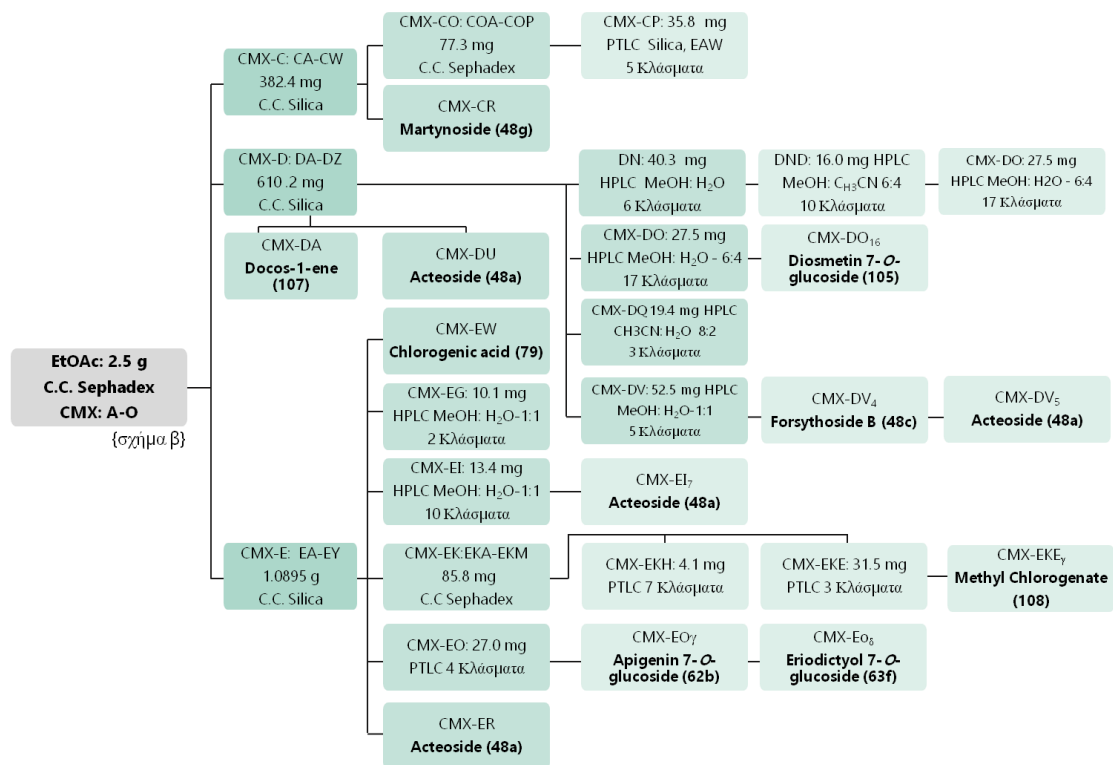 CMX-CO: COA-COP
77.3 mg
C.C. Sephadex
CMX-CP: 35.8 mg
PTLC Silica, EAW
5 Κλάσματα
CMX-C: CA-CW
382.4 mg
C.C. Silica
CMX-CR
Martynoside (48g)
CMX-D: DA-DZ
610 .2 mg
C.C. Silica
DN: 40.3 mg
HPLC MeOH: H₂O
6 Κλάσματα
DND: 16.0 mg HPLC
MeOH: C_H3CN 6:4
10 Κλάσματα
CMX-DO: 27.5 mg
HPLC MeOH: H2O - 6:4
17 Κλάσματα
CMX-DA
Docos-1-ene
(107)
CMX-DU
Acteoside (48a)
CMX-DO: 27.5 mg
HPLC MeOH: H₂O - 6:4
17 Κλάσματα
CMX-DO₁₆
Diosmetin 7-O-
glucoside (105)
CMX-DQ 19.4 mg HPLC
CH3CN: H₂O 8:2
3 Κλάσματα
CMX-EW
Chlorogenic acid (79)
EtOAc: 2.5 g
C.C. Sephadex
CMX: A-O
{σχήμα β}
CMX-EG: 10.1 mg
HPLC MeOH: H₂O-1:1
2 Κλάσματα
CMX-DV: 52.5 mg HPLC
MeOH: H₂O-1:1
5 Κλάσματα
CMX-DV₄
Forsythoside B (48c)
CMX-DV₅
Acteoside (48a)
CMX-EI: 13.4 mg
HPLC MeOH: H₂O-1:1
10 Κλάσματα
CMX-EI₇
Acteoside (48a)
CMX-E: EA-EY
1.0895 g
C.C. Silica
CMX-EK:EKA-EKM
85.8 mg
C.C Sephadex
CMX-EKH: 4.1 mg
PTLC 7 Κλάσματα
CMX-EKE: 31.5 mg
PTLC 3 Κλάσματα
CMX-EKEᵧ
Methyl Chlorogenate
(108)
CMX-EO: 27.0 mg
PTLC 4 Κλάσματα
CMX-EOγ
Apigenin 7-O-
glucoside (62b)
CMX-Eoδ
Eriodictyol 7-O-
glucoside (63f)
CMX-ER
Acteoside (48a)